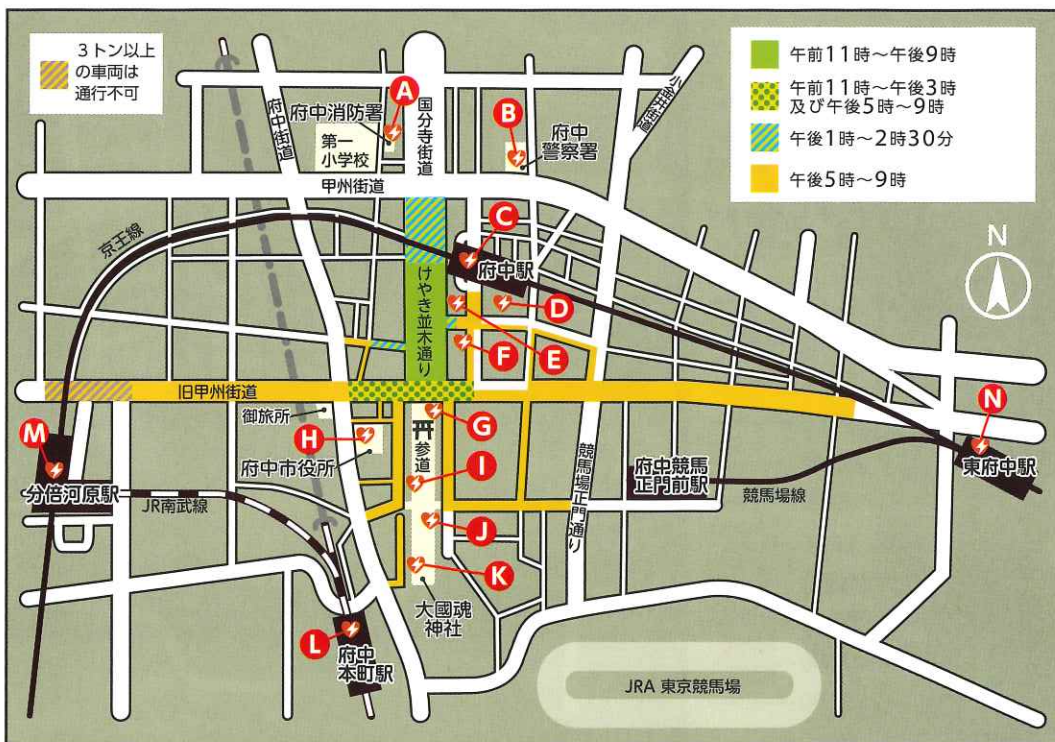 3トン以上
の車両は
通行不可
午前11時〜午後9時
午前11時〜午後3時
及び午後5時〜9時
午後1時〜2時30分
午後5時〜9時
N
府中街道
府中消防署
A
第一
小学校
国分寺街道
B
府中
警察署
小金井街道
甲州街道
京王線
C
府中駅
けやき並木通り
D
E
F
旧甲州街道
御旅所
H
府中市役所
G
参道
I
J
K
大國魂
神社
M
分倍河原駅
JR南武線
L
府中
本町駅
府中競馬
正門前駅
競馬場線
競馬場正門通り
N
東府中駅
JRA 東京競馬場